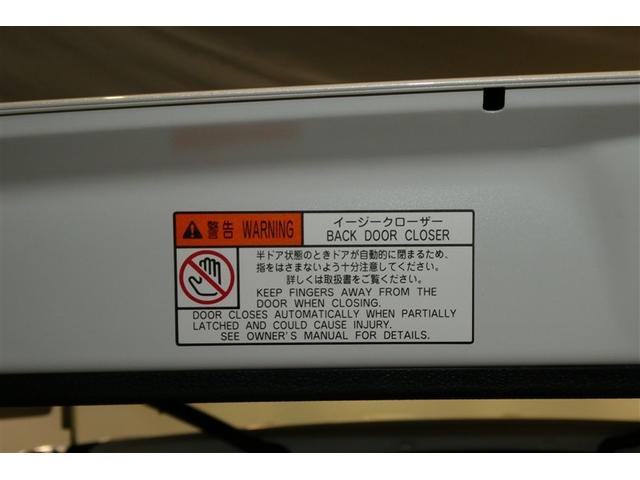 警告 WARNING
イージークローザー
BACK DOOR CLOSER
半ドア状態のときドアが自動的に閉まるため、
指をはさまないよう十分注意してください。
詳しくは取扱書をご覧ください。
KEEP FINGERS AWAY FROM THE
DOOR WHEN CLOSING.
DOOR CLOSES AUTOMATICALLY WHEN PARTIALLY
LATCHED AND COULD CAUSE INJURY.
SEE OWNER'S MANUAL FOR DETAILS.